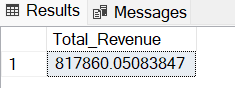 Results Messages
Total_Revenue
1 817860.05083847